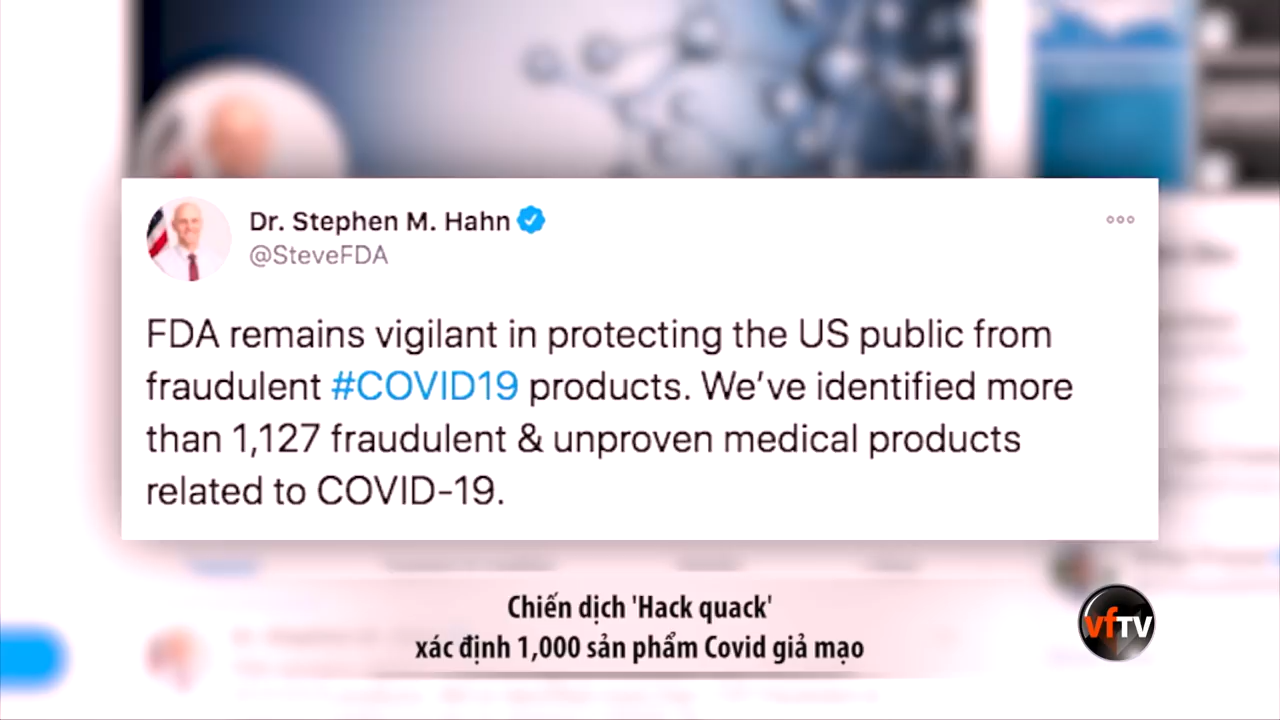 Dr. Stephen M. Hahn
@SteveFDA
FDA remains vigilant in protecting the US public from
fraudulent #COVID19 products. We've identified more
than 1,127 fraudulent & unproven medical products
related to COVID-19.
Chiến dịch 'Hack quack'
xác định 1,000 sản phẩm Covid giả mạo
vfTV